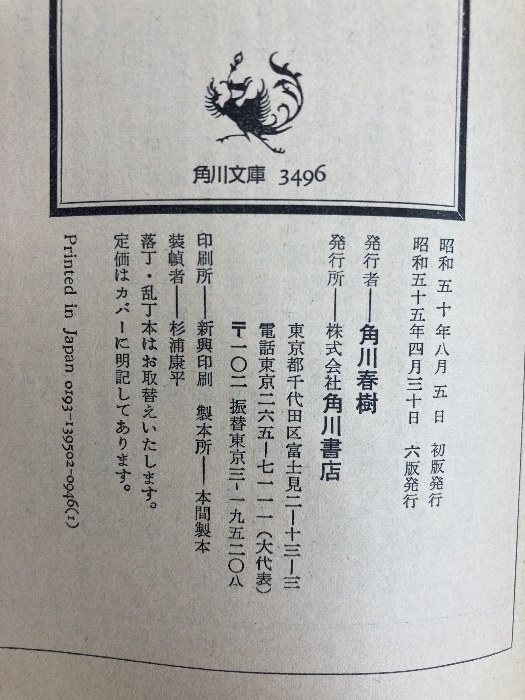 角川文庫 3496
昭和五十年八月五日 初版発行
昭和五十五年四月三十日 六版発行
発行者——角川春樹
発行所——株式会社角川書店
東京都千代田区富士見二ー十三ー三
電話東京二六五ー七一一一(大代表)
〒一〇二 振替東京三ー一九五二〇八
印刷所——新興印刷 製本所——本間製本
装幀者——杉浦康平
落丁・乱丁本はお取替えいたします。
定価はカバーに明記してあります。
Printed in Japan 0193-139502-0946(1)